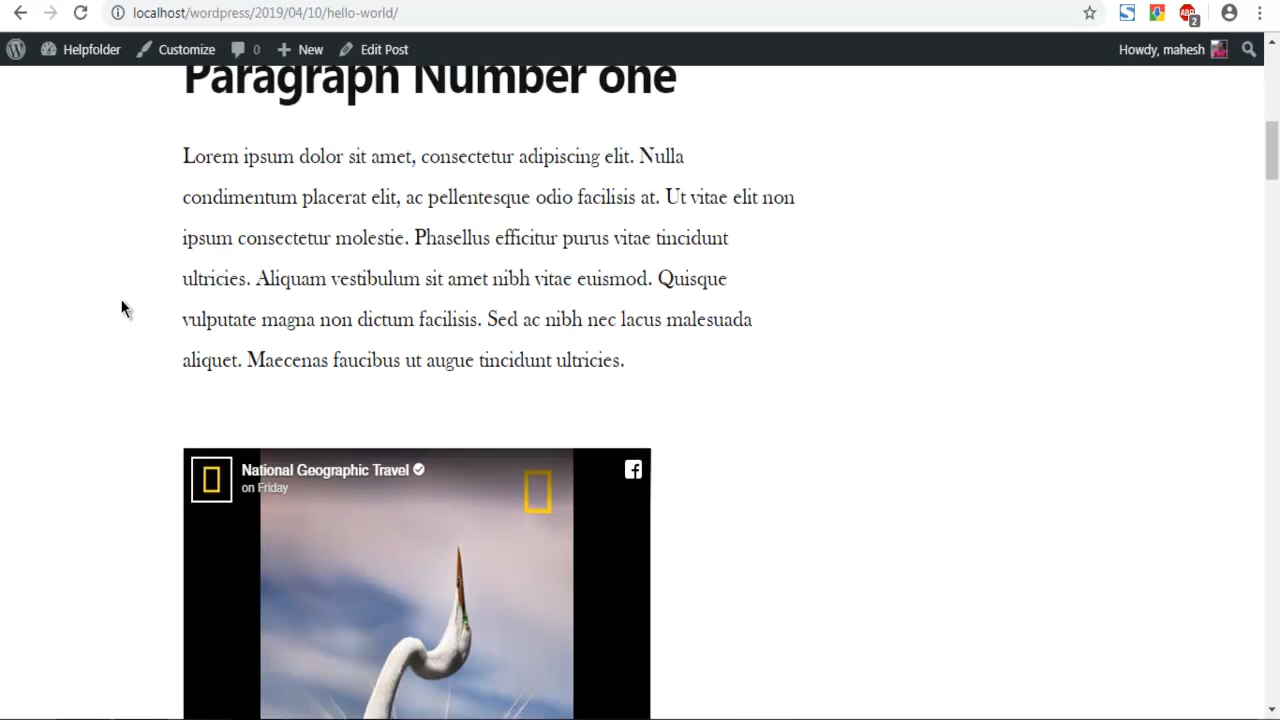 localhost/wordpress/2019/04/10/hello-world/
2
Helpfolder Customize 0 New Edit Post Howdy, mahesh
Paragraph Number one
Lorem ipsum dolor sit amet, consectetur adipiscing elit. Nulla
condimentum placerat elit, ac pellentesque odio facilisis at. Ut vitae elit non
ipsum consectetur molestie. Phasellus efficitur purus vitae tincidunt
ultricies. Aliquam vestibulum sit amet nibh vitae euismod. Quisque
vulputate magna non dictum facilisis. Sed ac nibh nec lacus malesuada
aliquet. Maecenas faucibus ut augue tincidunt ultricies.
National Geographic Travel
on Friday